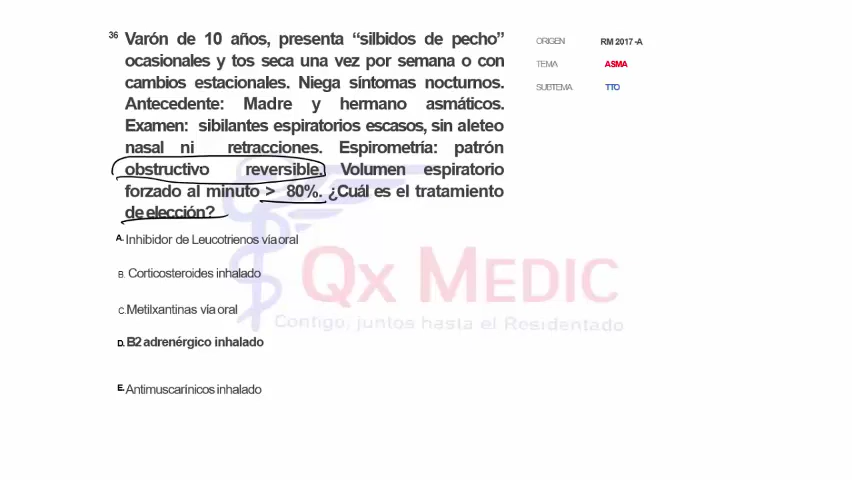 36 Varón de 10 años, presenta “silbidos de pecho”
ocasionales y tos seca una vez por semana o con
cambios estacionales. Niega síntomas nocturnos.
Antecedente: Madre y hermano asmáticos.
Examen: sibilantes espiratorios escasos, sin aleteo
nasal ni retracciones. Espirometría: patrón
obstructivo reversible. Volumen espiratorio
forzado al minuto > 80%. ¿Cuál es el tratamiento
de elección?
A. Inhibidor de Leucotrienos vía oral
B. Corticosteroides inhalado
C. Metilxantinas vía oral
D. B2 adrenérgico inhalado
E. Antimuscarínicos inhalado
ORIGEN RM 2017 -A
TEMA ASMA
SUBTEMA TTO
Qx MEDIC
Contigo, juntos hasta el Residentado